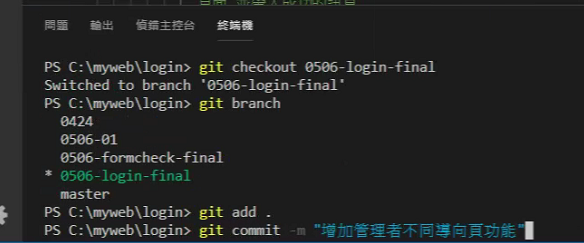 問題 輸出 偵錯主控台 終端機
PS C:\myweb\login> git checkout 0506-login-final
Switched to branch '0506-login-final'
PS C:\myweb\login> git branch
0424
0506-01
0506-formcheck-final
* 0506-login-final
master
PS C:\myweb\login> git add .
PS C:\myweb\login> git commit -m "增加管理者不同導向頁功能"